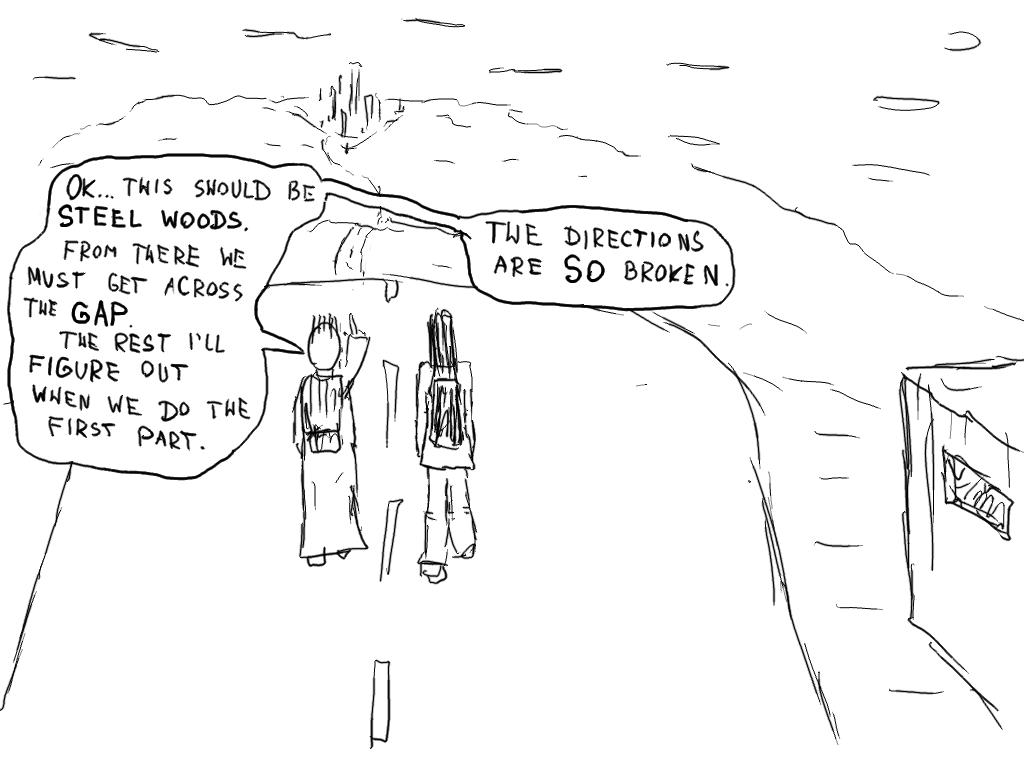 OK... THIS SHOULD BE
STEEL WOODS.
FROM THERE WE
MUST GET ACROSS
THE GAP.
THE REST I'LL
FIGURE OUT
WHEN WE DO THE
FIRST PART.
THE DIRECTIONS
ARE SO BROKEN.